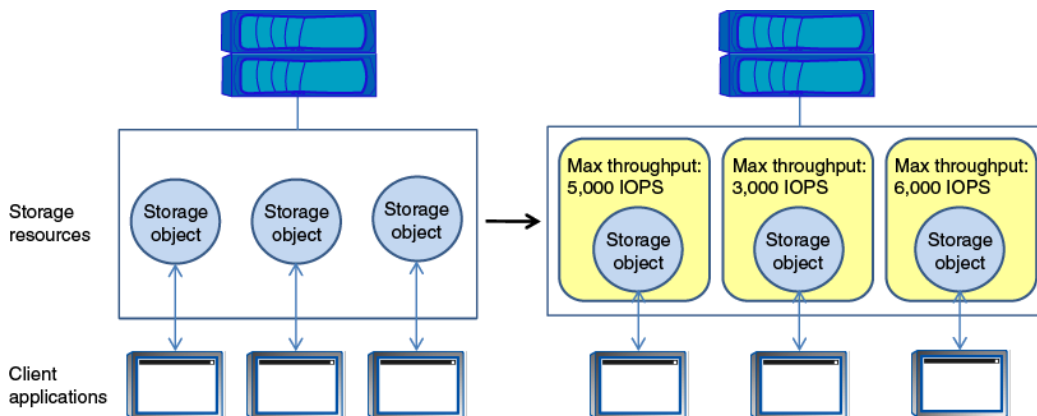 Max throughput:
5,000 IOPS
Max throughput:
3,000 IOPS
Max throughput:
6,000 IOPS
Storage
resources
Storage
object
Storage
object
Storage
object
Storage
object
Storage
object
Storage
object
Client
applications